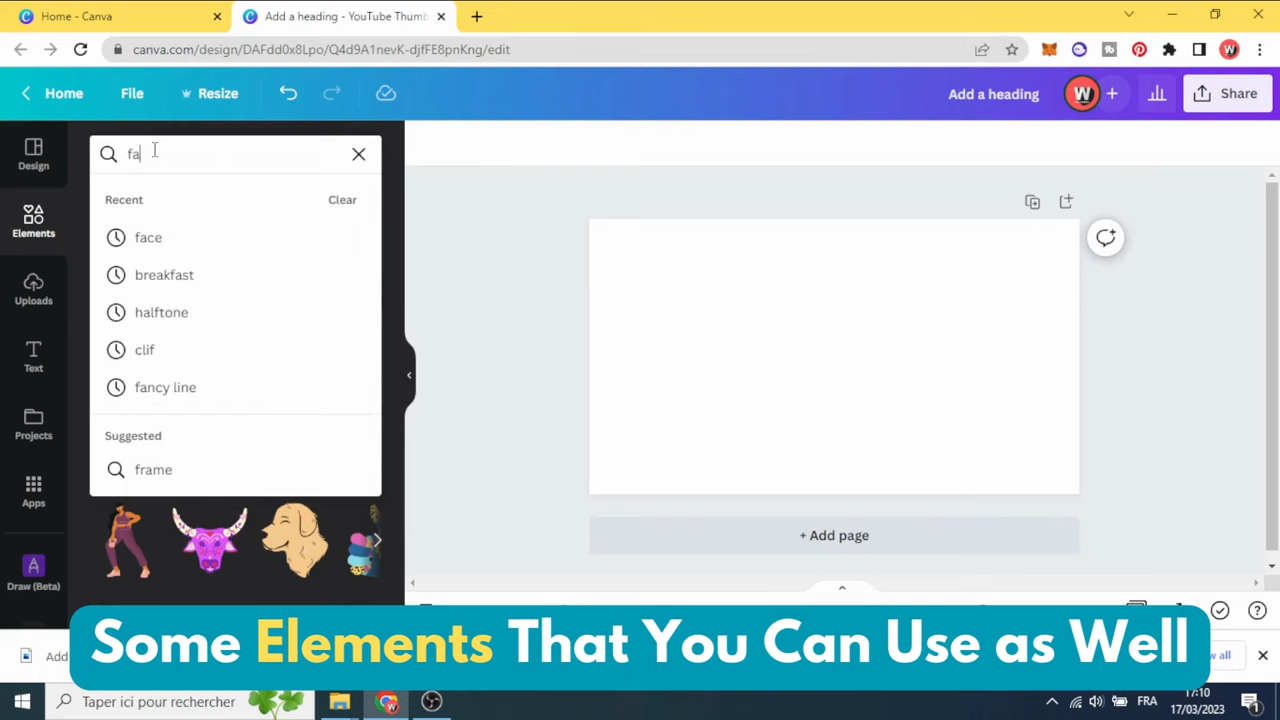 Home - Canva
Add a heading - YouTube Thumb
canva.com/design/DAFdd0x8Lpo/Q4d9A1nevK-djfFE8pnKng/edit
Home
File
Resize
Add a heading
W
Share
Design
Elements
Uploads
Text
Projects
Apps
Draw (Beta)
fa
Recent
Clear
face
breakfast
halftone
clif
fancy line
Suggested
frame
+ Add page
Some Elements That You Can Use as Well
Add
Taper ici pour rechercher
FRA
17:10
17/03/2023